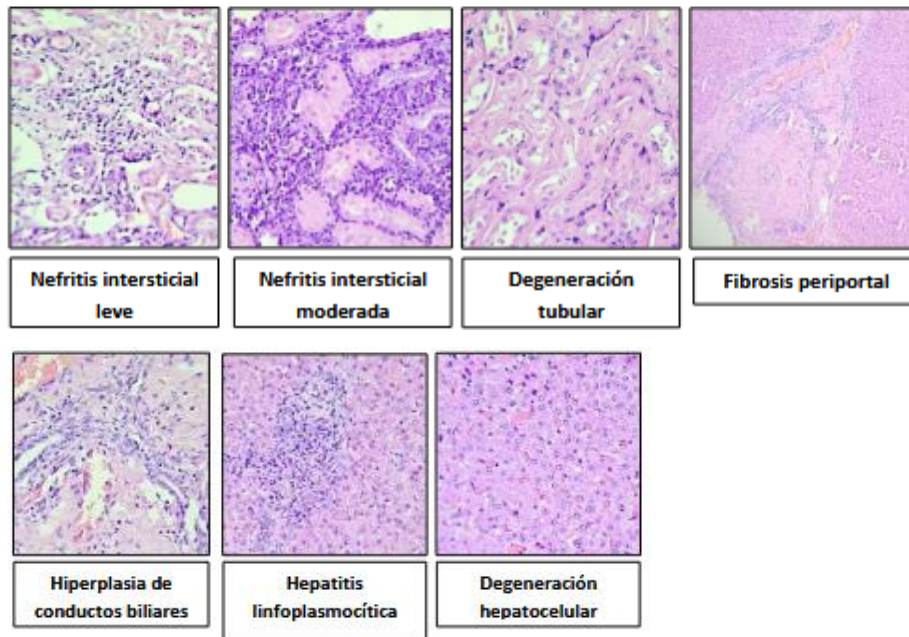 Nefritis intersticial
leve
Nefritis intersticial
moderada
Degeneración
tubular
Fibrosis periportal
Hiperplasia de
conductos biliares
Hepatitis
linfoplasmocítica
Degeneración
hepatocelular